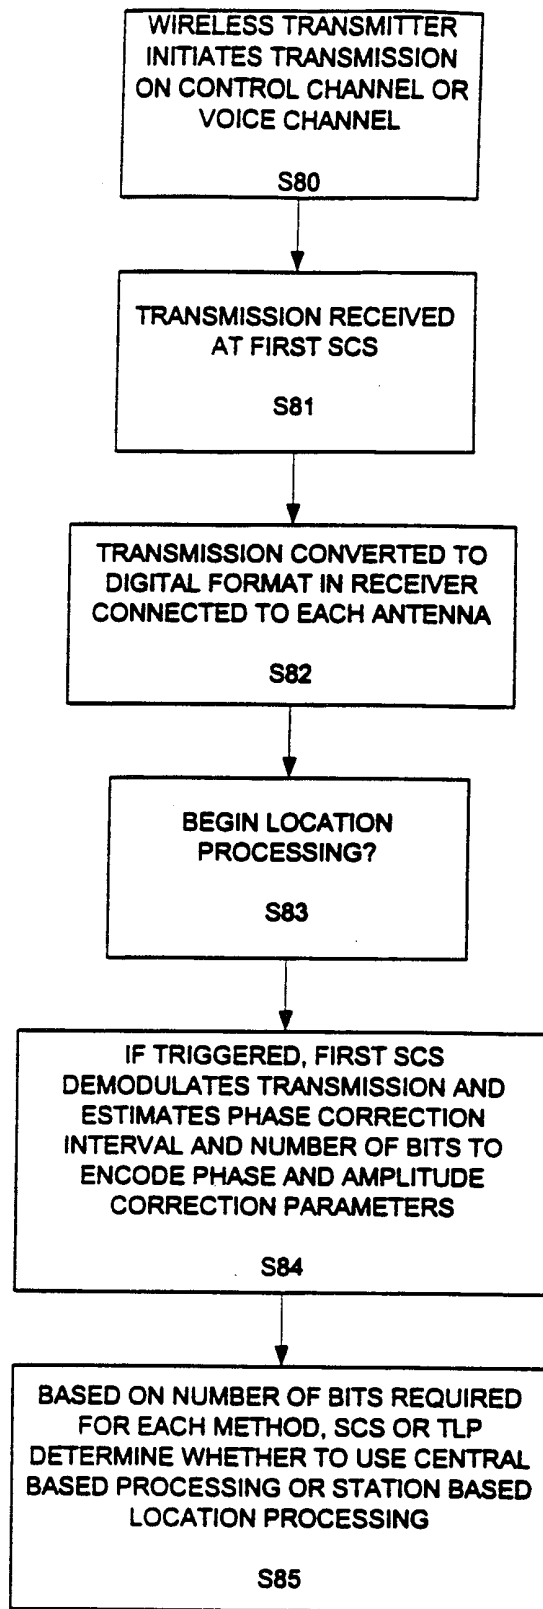 WIRELESS TRANSMITTER
INITIATES TRANSMISSION
ON CONTROL CHANNEL OR
VOICE CHANNEL
S80
TRANSMISSION RECEIVED
AT FIRST SCS
S81
TRANSMISSION CONVERTED TO
DIGITAL FORMAT IN RECEIVER
CONNECTED TO EACH ANTENNA
S82
BEGIN LOCATION
PROCESSING?
S83
IF TRIGGERED, FIRST SCS
DEMODULATES TRANSMISSION AND
ESTIMATES PHASE CORRECTION
INTERVAL AND NUMBER OF BITS TO
ENCODE PHASE AND AMPLITUDE
CORRECTION PARAMETERS
S84
BASED ON NUMBER OF BITS REQUIRED
FOR EACH METHOD, SCS OR TLP
DETERMINE WHETHER TO USE CENTRAL
BASED PROCESSING OR STATION BASED
LOCATION PROCESSING
S85